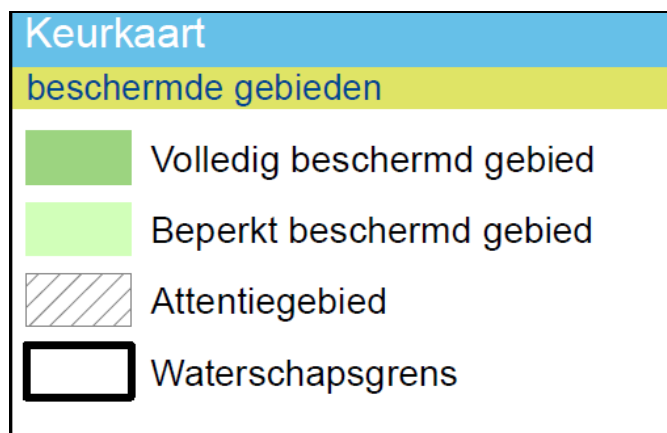 Keurkaart
beschermde gebieden
Volledig beschermd gebied
Beperkt beschermd gebied
Attentiegebied
Waterschapsgrens